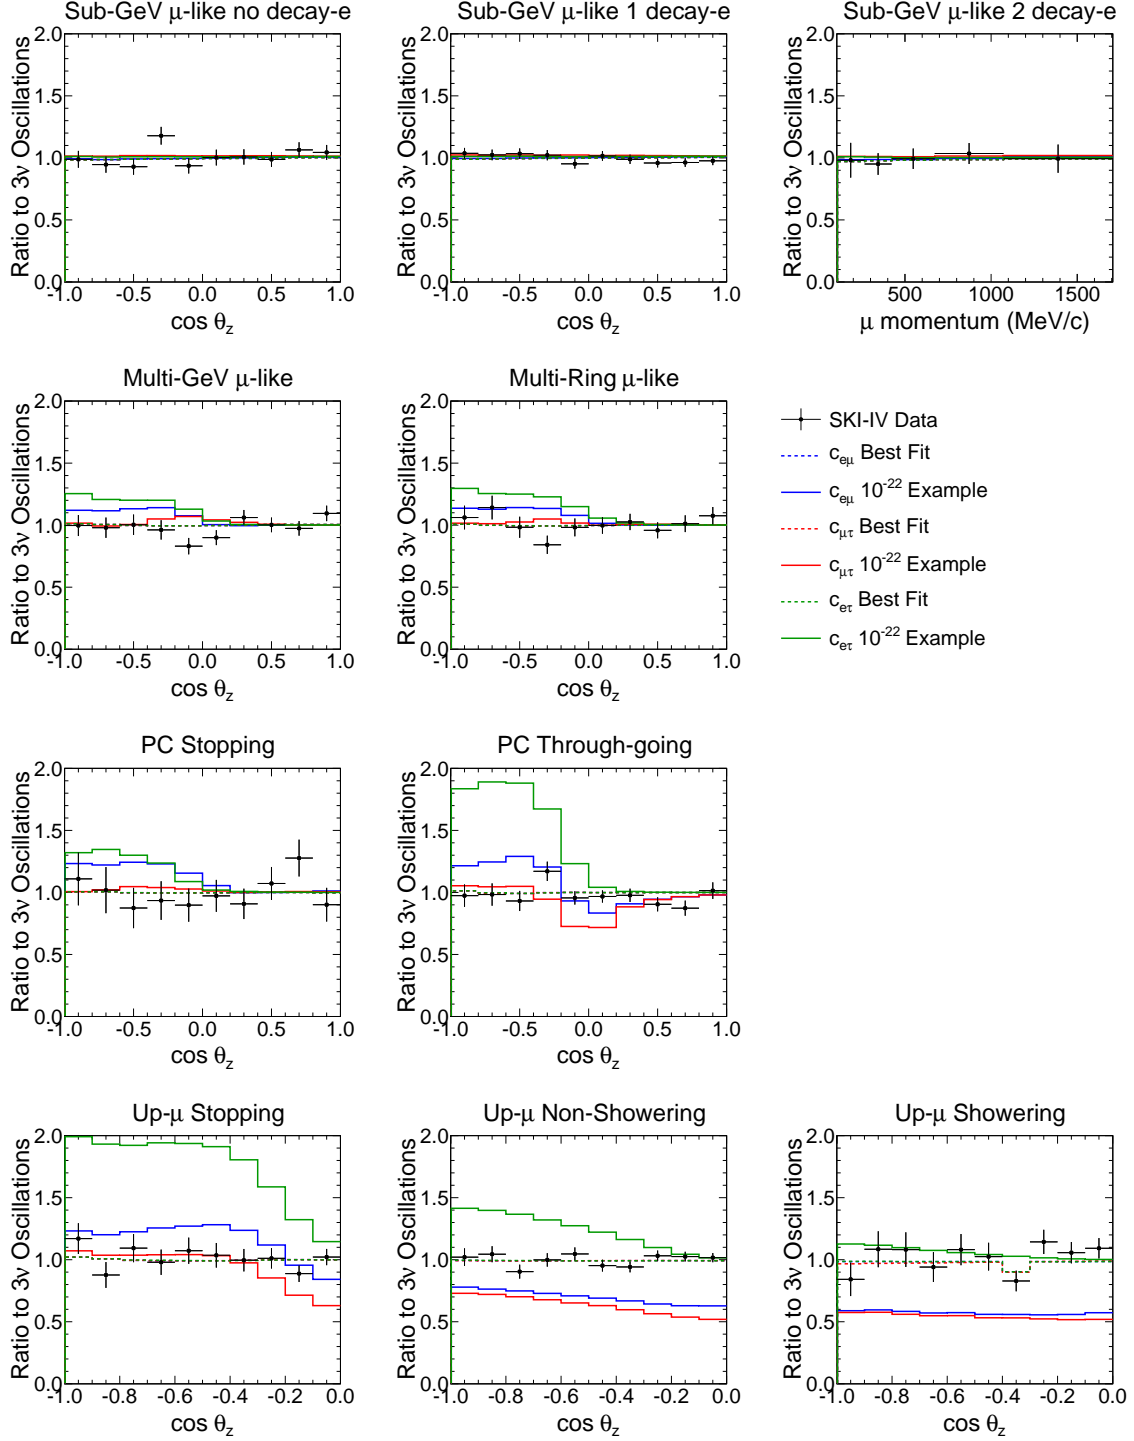 Sub-GeV μ-like no decay-e
Ratio to 3ν Oscillations
2.0
1.5
1.0
0.5
0.0
-1.0 -0.5 0.0 0.5 1.0
cos θz
Sub-GeV μ-like 1 decay-e
Ratio to 3ν Oscillations
2.0
1.5
1.0
0.5
0.0
-1.0 -0.5 0.0 0.5 1.0
cos θz
Sub-GeV μ-like 2 decay-e
Ratio to 3ν Oscillations
2.0
1.5
1.0
0.5
0.0
500 1000 1500
μ momentum (MeV/c)
Multi-GeV μ-like
Ratio to 3ν Oscillations
2.0
1.5
1.0
0.5
0.0
-1.0 -0.5 0.0 0.5 1.0
cos θz
Multi-Ring μ-like
Ratio to 3ν Oscillations
2.0
1.5
1.0
0.5
0.0
-1.0 -0.5 0.0 0.5 1.0
cos θz
SKI-IV Data
ceμ Best Fit
ceμ 10-22 Example
cμτ Best Fit
cμτ 10-22 Example
ceτ Best Fit
ceτ 10-22 Example
PC Stopping
Ratio to 3ν Oscillations
2.0
1.5
1.0
0.5
0.0
-1.0 -0.5 0.0 0.5 1.0
cos θz
PC Through-going
Ratio to 3ν Oscillations
2.0
1.5
1.0
0.5
0.0
-1.0 -0.5 0.0 0.5 1.0
cos θz
Up-μ Stopping
Ratio to 3ν Oscillations
2.0
1.5
1.0
0.5
0.0
-1.0 -0.8 -0.6 -0.4 -0.2 0.0
cos θz
Up-μ Non-Showering
Ratio to 3ν Oscillations
2.0
1.5
1.0
0.5
0.0
-1.0 -0.8 -0.6 -0.4 -0.2 0.0
cos θz
Up-μ Showering
Ratio to 3ν Oscillations
2.0
1.5
1.0
0.5
0.0
-1.0 -0.8 -0.6 -0.4 -0.2 0.0
cos θz